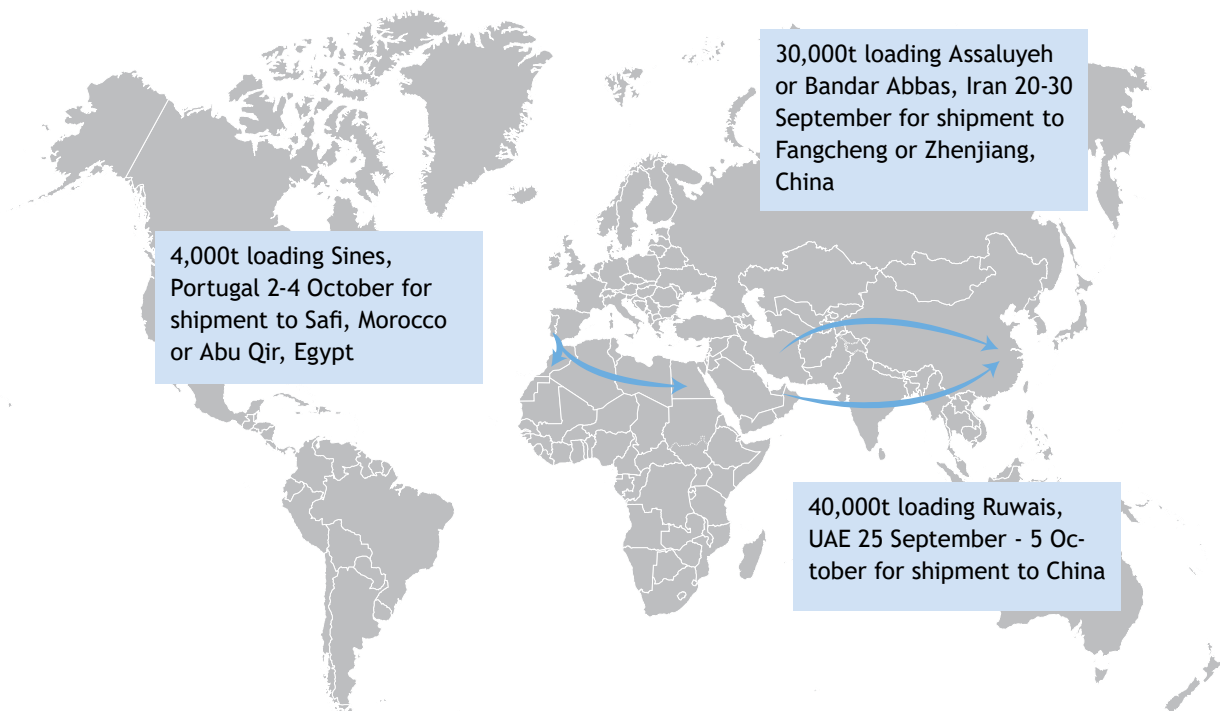 30,000t loading Assaluyeh
or Bandar Abbas, Iran 20-30
September for shipment to
Fangcheng or Zhenjiang,
China
4,000t loading Sines,
Portugal 2-4 October for
shipment to Safi, Morocco
or Abu Qir, Egypt
40,000t loading Ruwais,
UAE 25 September - 5 Oc-
tober for shipment to China